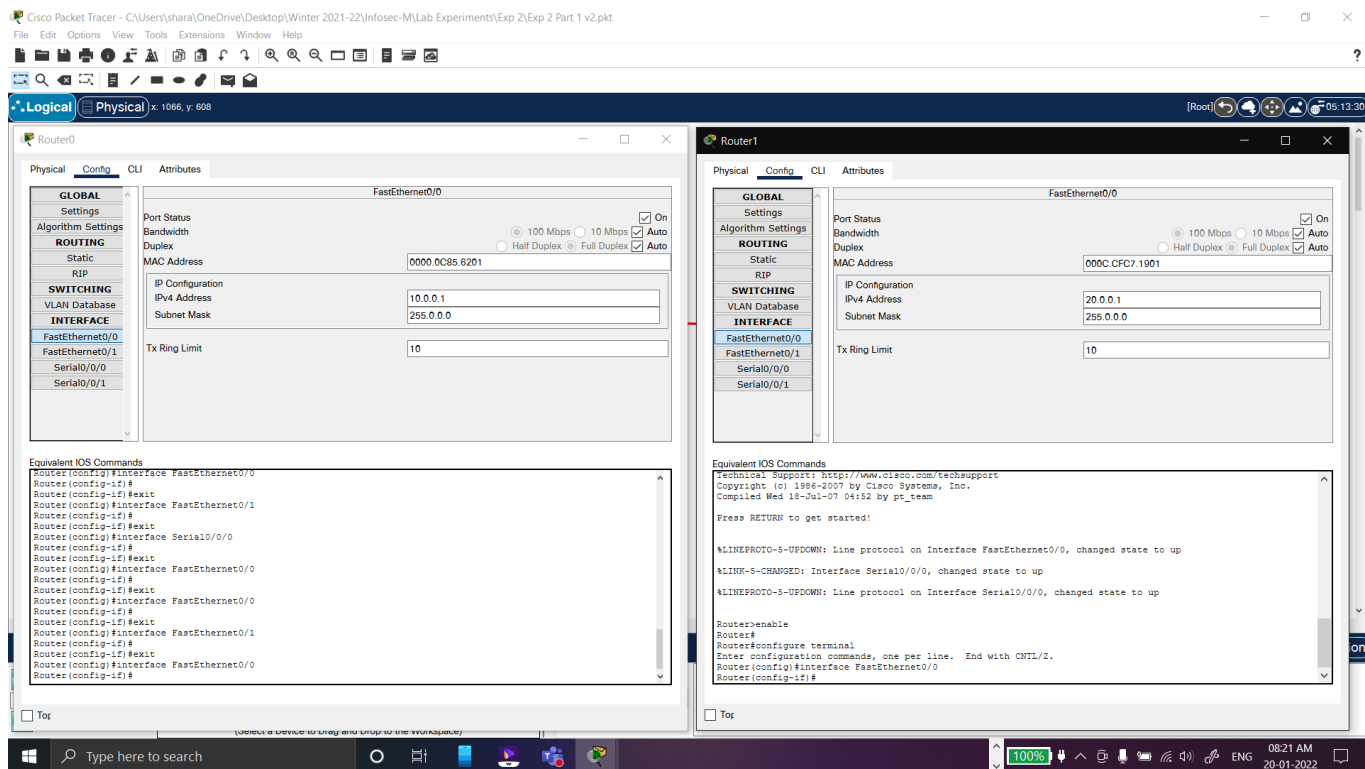 Cisco Packet Tracer - C:\Users\shara\OneDrive\Desktop\Winter 2021-22\Infosec-M\Lab Experiments\Exp 2\Exp 2 Part 1 v2.pkt
File Edit Options View Tools Extensions Window Help
?
Logical Physical x: 1066, y: 608 [Root] 05:13:30
Router0
Physical Config CLI Attributes
GLOBAL
Settings
Algorithm Settings
ROUTING
Static
RIP
SWITCHING
VLAN Database
INTERFACE
FastEthernet0/0
FastEthernet0/1
Serial0/0/0
Serial0/0/1
FastEthernet0/0
Port Status On
Bandwidth 100 Mbps 10 Mbps Auto
Duplex Half Duplex Full Duplex Auto
MAC Address 0000.0C85.6201
IP Configuration
IPv4 Address 10.0.0.1
Subnet Mask 255.0.0.0
Tx Ring Limit 10
Equivalent IOS Commands
Router(config)#interface FastEthernet0/0
Router(config-if)#
Router(config-if)#exit
Router(config)#interface FastEthernet0/1
Router(config-if)#
Router(config-if)#exit
Router(config)#interface Serial0/0/0
Router(config-if)#
Router(config-if)#exit
Router(config)#interface FastEthernet0/0
Router(config-if)#
Router(config-if)#exit
Router(config)#interface FastEthernet0/0
Router(config-if)#
Router(config-if)#exit
Router(config)#interface FastEthernet0/1
Router(config-if)#
Router(config-if)#exit
Router(config)#interface FastEthernet0/0
Router(config-if)#
Top
Router1
Physical Config CLI Attributes
GLOBAL
Settings
Algorithm Settings
ROUTING
Static
RIP
SWITCHING
VLAN Database
INTERFACE
FastEthernet0/0
FastEthernet0/1
Serial0/0/0
Serial0/0/1
FastEthernet0/0
Port Status On
Bandwidth 100 Mbps 10 Mbps Auto
Duplex Half Duplex Full Duplex Auto
MAC Address 000C.CFC7.1901
IP Configuration
IPv4 Address 20.0.0.1
Subnet Mask 255.0.0.0
Tx Ring Limit 10
Equivalent IOS Commands
Technical Support: http://www.cisco.com/techsupport
Copyright (c) 1986-2007 by Cisco Systems, Inc.
Compiled Wed 18-Jul-07 04:52 by pt_team
Press RETURN to get started!
%LINEPROTO-5-UPDOWN: Line protocol on Interface FastEthernet0/0, changed state to up
%LINK-5-CHANGED: Interface Serial0/0/0, changed state to up
%LINEPROTO-5-UPDOWN: Line protocol on Interface Serial0/0/0, changed state to up
Router>enable
Router#
Router#configure terminal
Enter configuration commands, one per line. End with CNTL/Z.
Router(config)#interface FastEthernet0/0
Router(config-if)#
Top
on
(Select a Device to Drag and Drop to the Workspace)
Type here to search
100% ENG 08:21 AM
20-01-2022